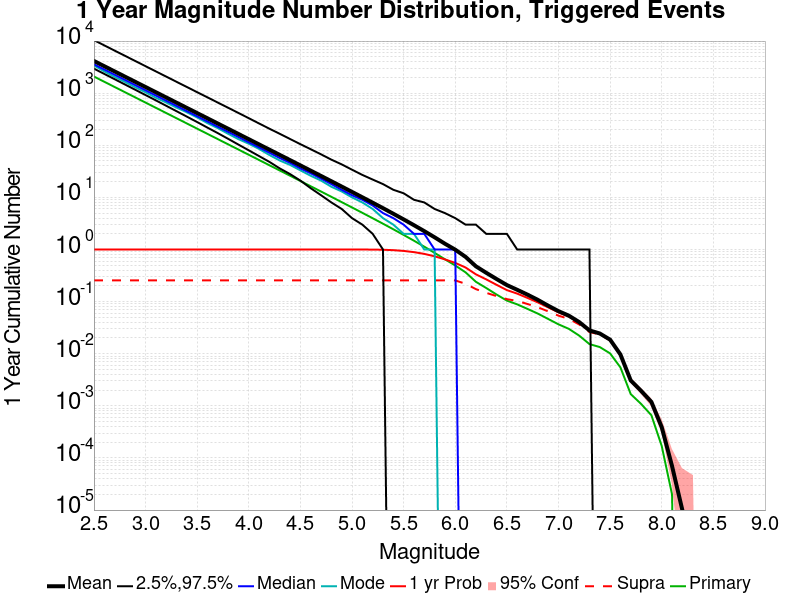 1 Year Magnitude Number Distribution, Triggered Events
1 Year Cumulative Number
10^4
10^3
10^2
10^1
10^0
10^-1
10^-2
10^-3
10^-4
10^-5
2.5 3.0 3.5 4.0 4.5 5.0 5.5 6.0 6.5 7.0 7.5 8.0 8.5 9.0
Magnitude
Mean 2.5%,97.5% Median Mode 1 yr Prob 95% Conf Supra Primary